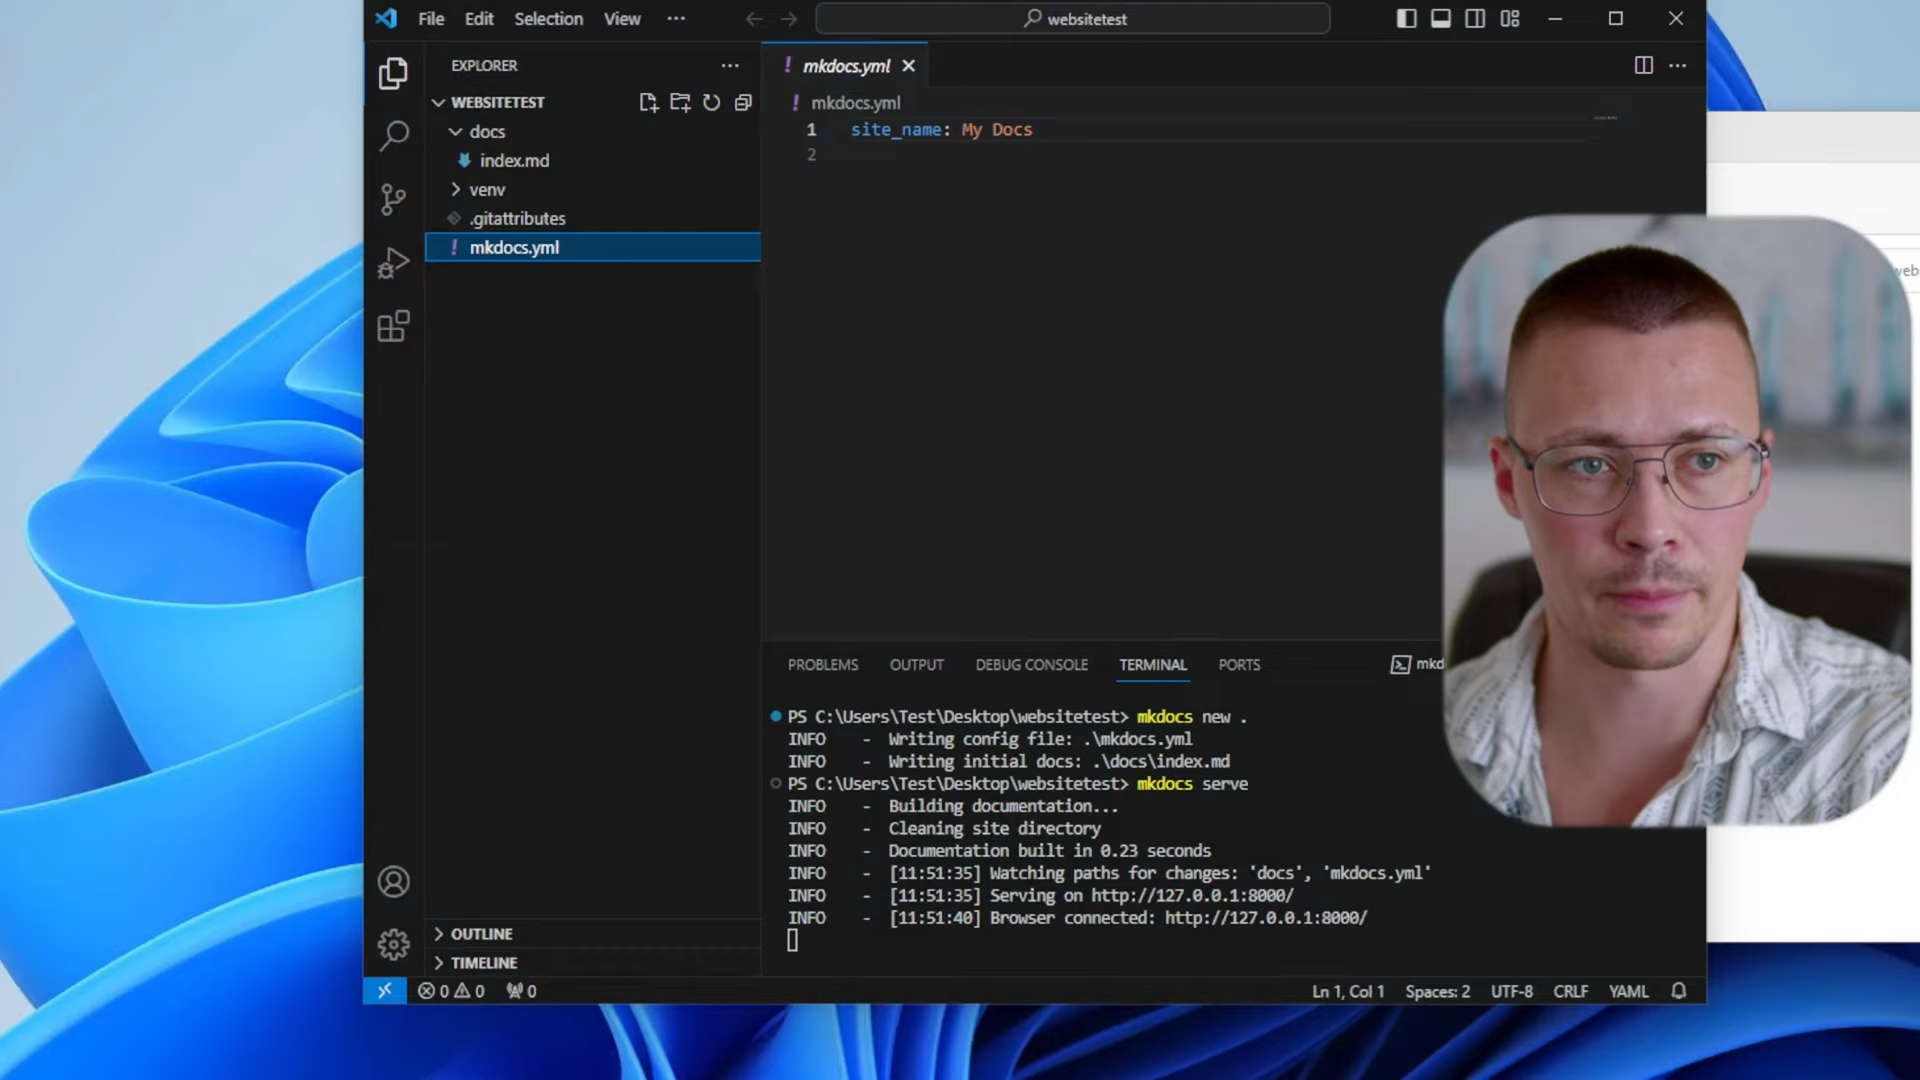 File Edit Selection View ··· websitetest
EXPLORER
WEBSITETEST
docs
index.md
venv
.gitattributes
! mkdocs.yml
! mkdocs.yml
! mkdocs.yml
1 site_name: My Docs
2
PROBLEMS OUTPUT DEBUG CONSOLE TERMINAL PORTS
PS C:\Users\Test\Desktop\websitetest> mkdocs new .
INFO - Writing config file: .\mkdocs.yml
INFO - Writing initial docs: .\docs\index.md
PS C:\Users\Test\Desktop\websitetest> mkdocs serve
INFO - Building documentation...
INFO - Cleaning site directory
INFO - Documentation built in 0.23 seconds
INFO - [11:51:35] Watching paths for changes: 'docs', 'mkdocs.yml'
INFO - [11:51:35] Serving on http://127.0.0.1:8000/
INFO - [11:51:40] Browser connected: http://127.0.0.1:8000/
OUTLINE
TIMELINE
0 0 0 Ln 1, Col 1 Spaces: 2 UTF-8 CRLF YAML